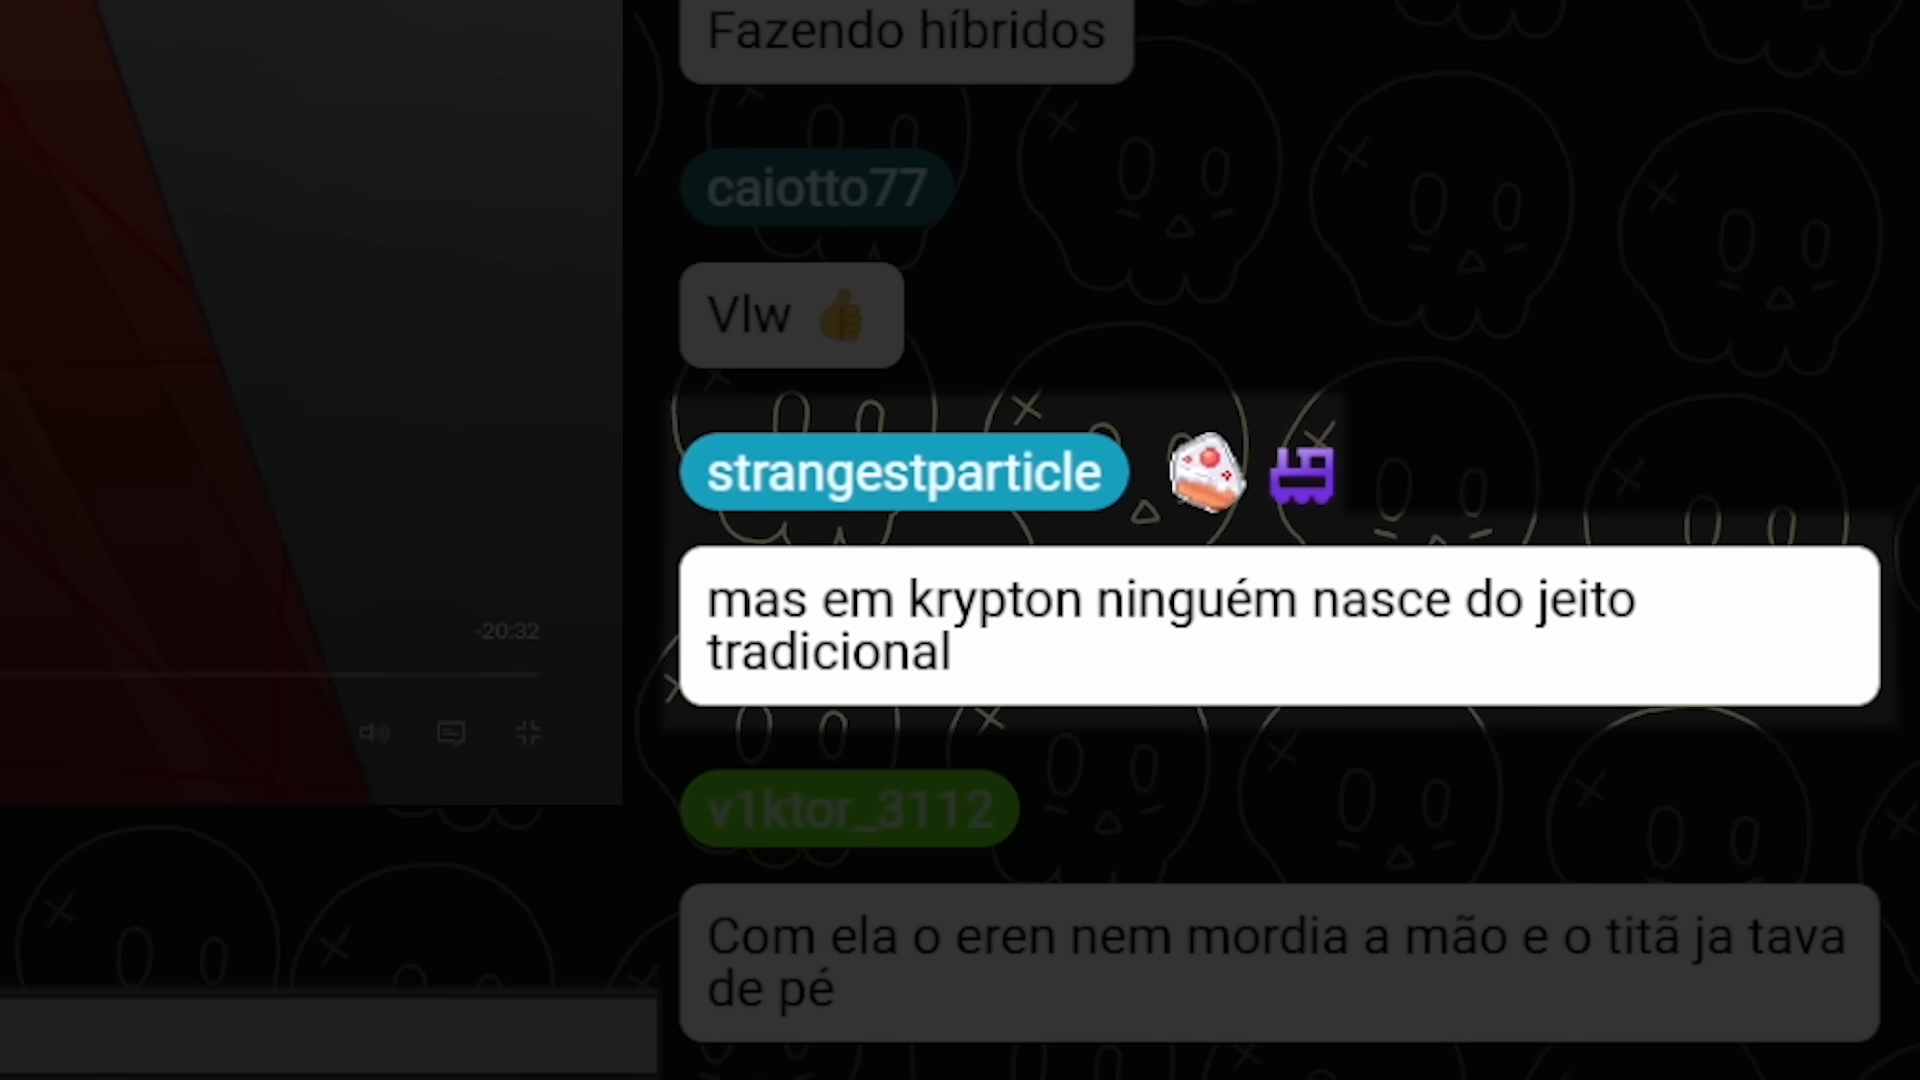 Fazendo híbridos
caiotto77
Vlw 👍
strangestparticle
mas em krypton ninguém nasce do jeito
tradicional
-20:32
v1ktor_3112
Com ela o eren nem mordia a mão e o titã ja tava
de pé